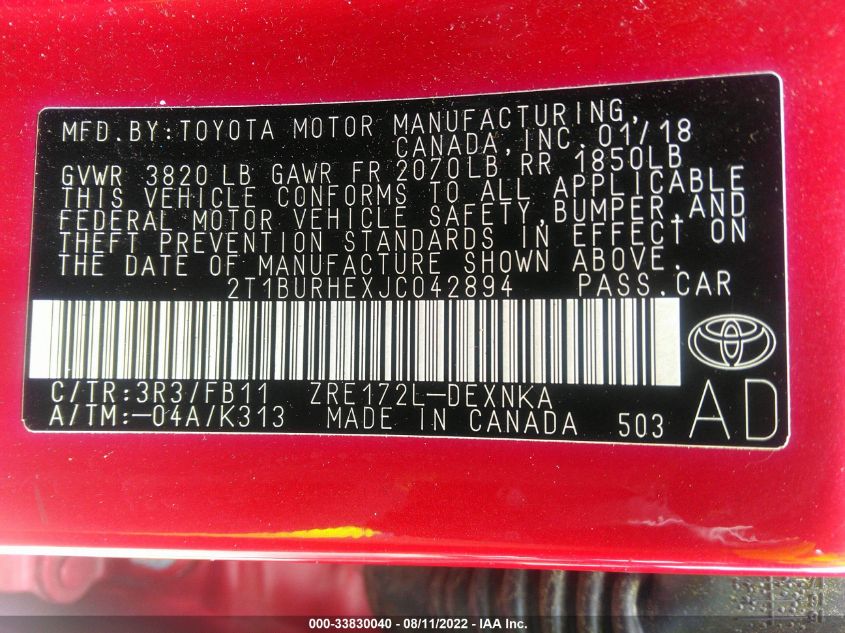 MFD.BY:TOYOTA MOTOR MANUFACTURING,
CANADA,INC. 01/18
GVWR 3820 LB GAWR FR 2070LB RR 1850LB
THIS VEHICLE CONFORMS TO ALL APPLICABLE
FEDERAL MOTOR VEHICLE SAFETY,BUMPER,AND
THEFT PREVENTION STANDARDS IN EFFECT ON
THE DATE OF MANUFACTURE SHOWN ABOVE.
2T1BURHEXJC042894 PASS.CAR
C/TR:3R3/FB11 ZRE172L-DEXNKA
A/TM:-04A/K313 MADE IN CANADA 503 AD
000-33830040 - 08/11/2022 - IAA Inc.